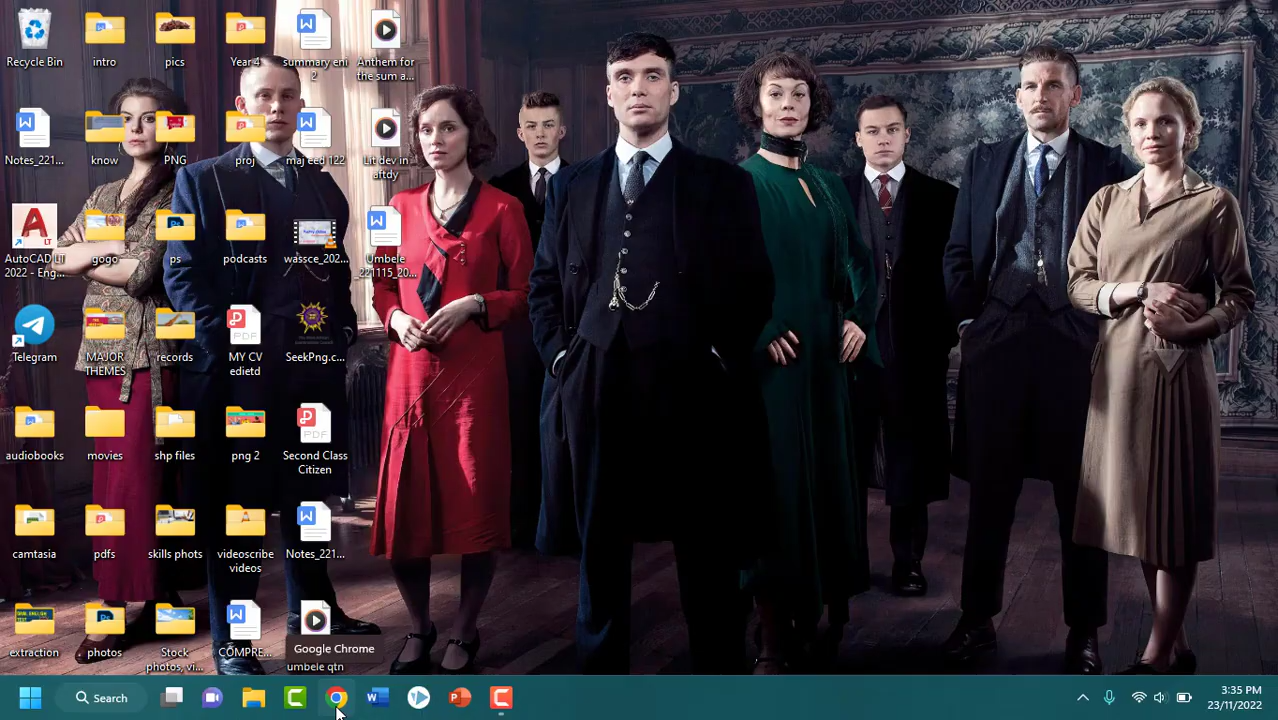 Recycle Bin
intro
pics
Year 4
summary eni
2
Anthem for
the sum a...
Notes_221...
know
PNG
proj
maj eed 122
Lit dev in
aftdy
AutoCAD LT
2022 - Eng...
gogo
ps
podcasts
wassce_202...
Umbele
_221115_20...
Telegram
MAJOR
THEMES
records
MY CV
edietd
SeekPng.c...
audiobooks
movies
shp files
png 2
Second Class
Citizen
camtasia
pdfs
skills phots
videoscribe
videos
Notes_221...
extraction
photos
Stock
photos, vi...
COMPRE...
Google Chrome
umbele qtn
Search
3:35 PM
23/11/2022